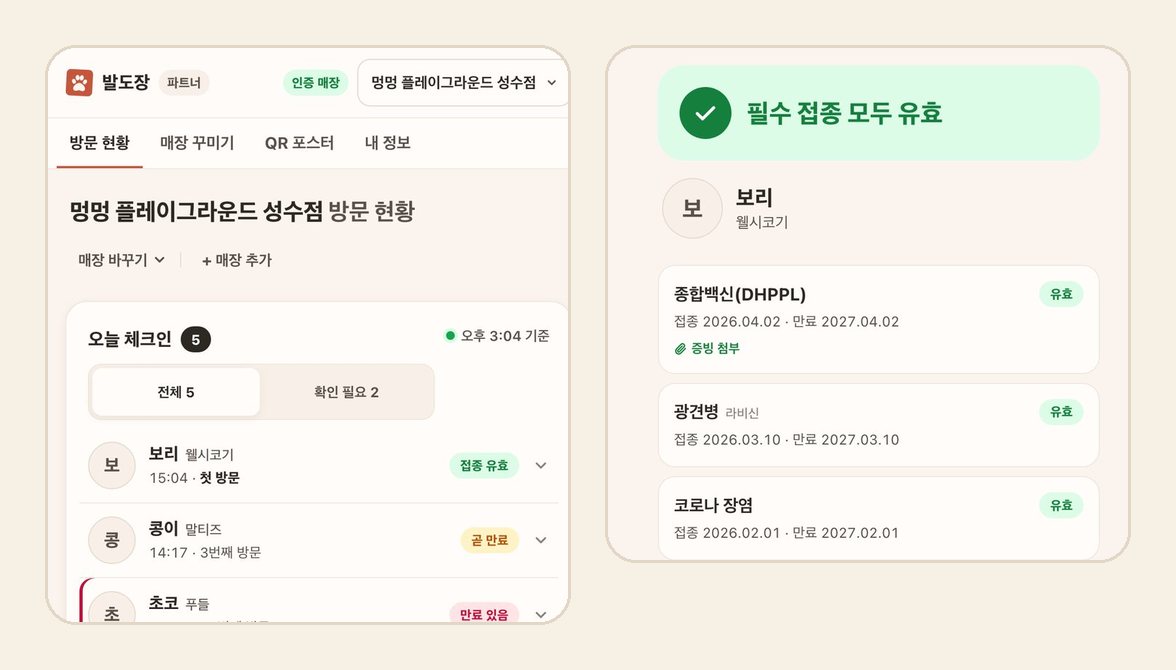 발도장 파트너 인증 매장 멍멍 플레이그라운드 성수점
방문 현황 매장 꾸미기 QR 포스터 내 정보
멍멍 플레이그라운드 성수점 방문 현황
매장 바꾸기 + 매장 추가
오늘 체크인 5 오후 3:04 기준
전체 5 확인 필요 2
보 보리 웰시코기
15:04 · 첫 방문 접종 유효
콩 콩이 말티즈
14:17 · 3번째 방문 곧 만료
초 초코 푸들
만료 있음
필수 접종 모두 유효
보 보리
웰시코기
종합백신(DHPPL) 유효
접종 2026.04.02 · 만료 2027.04.02
증빙 첨부
광견병 라비신 유효
접종 2026.03.10 · 만료 2027.03.10
코로나 장염 유효
접종 2026.02.01 · 만료 2027.02.01